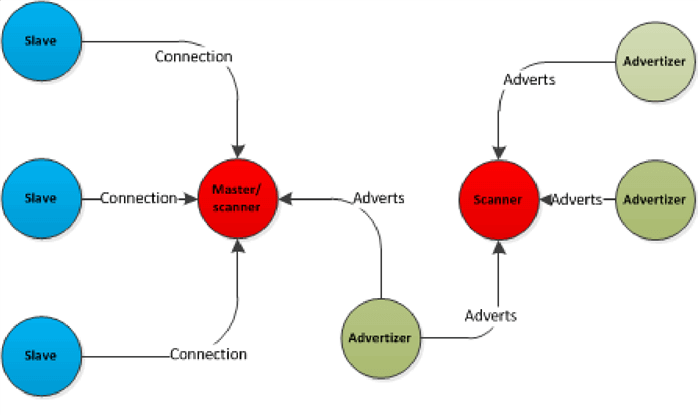 Slave
Connection
Advertizer
Adverts
Slave
Connection
Master/
scanner
Adverts
Scanner
Adverts
Advertizer
Slave
Connection
Advertizer
Adverts